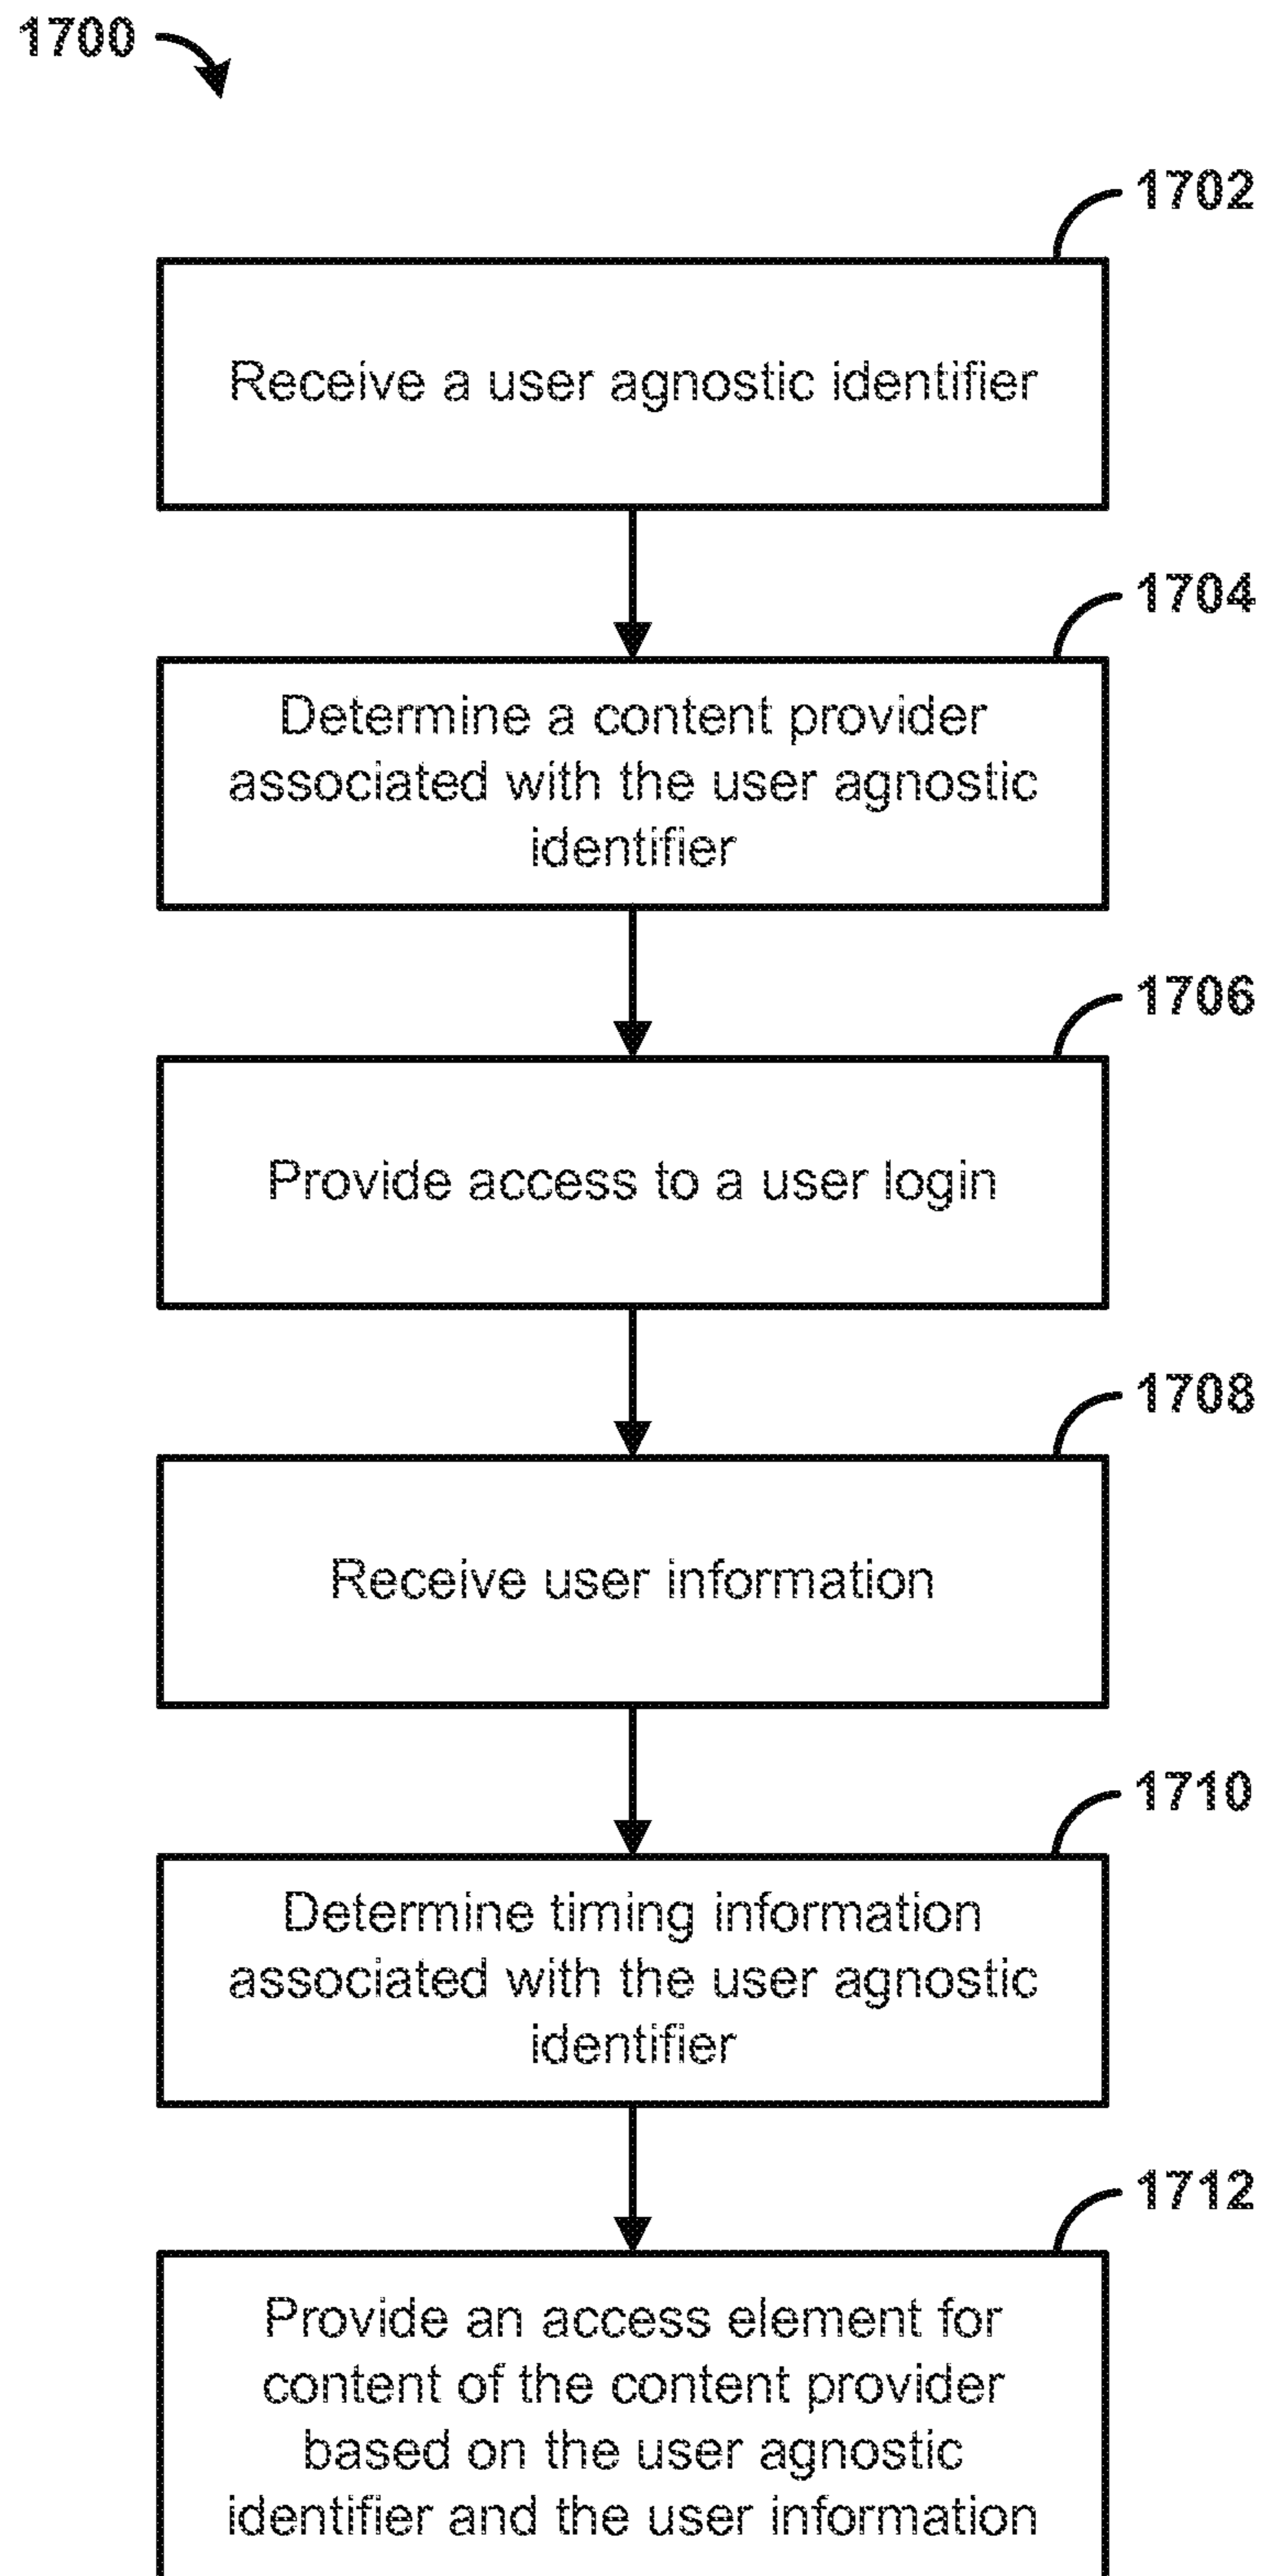 1700
1702
Receive a user agnostic identifier
1704
Determine a content provider
associated with the user agnostic
identifier
1706
Provide access to a user login
1708
Receive user information
1710
Determine timing information
associated with the user agnostic
identifier
1712
Provide an access element for
content of the content provider
based on the user agnostic
identifier and the user information